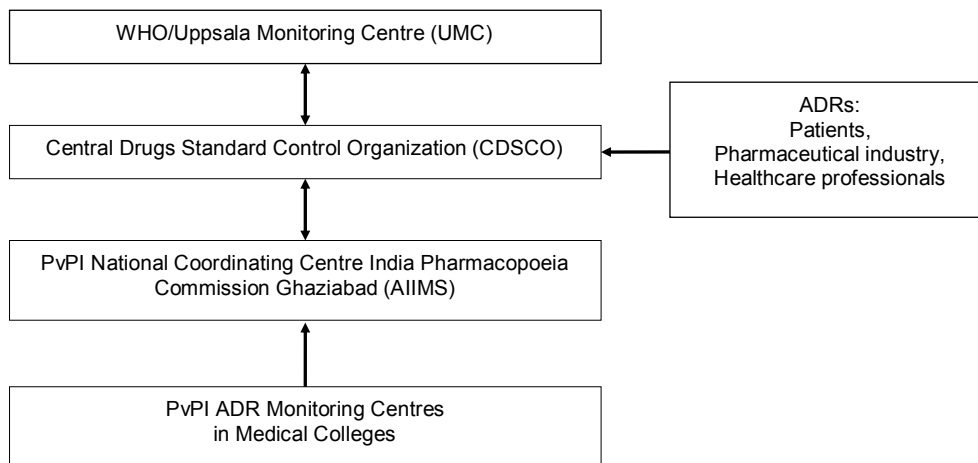 WHO/Uppsala Monitoring Centre (UMC)
Central Drugs Standard Control Organization (CDSCO)
ADRs:
Patients,
Pharmaceutical industry,
Healthcare professionals
PvPI National Coordinating Centre India Pharmacopoeia
Commission Ghaziabad (AIIMS)
PvPI ADR Monitoring Centres
in Medical Colleges